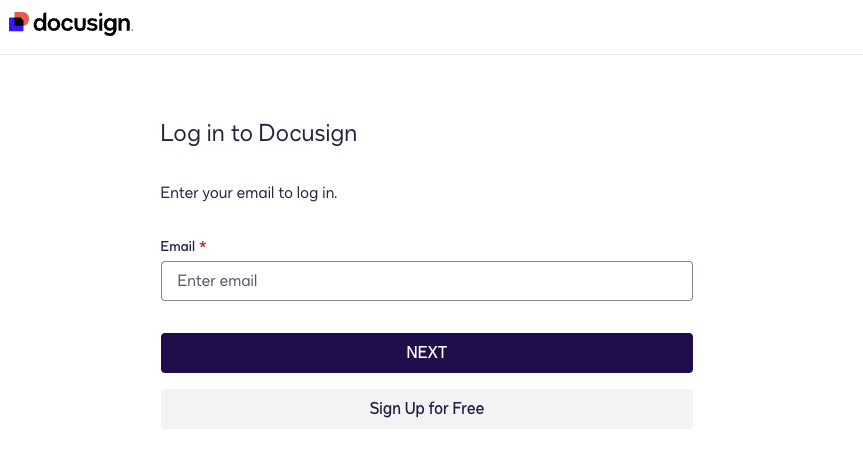 docusign
Log in to Docusign
Enter your email to log in.
Email *
Enter email
NEXT
Sign Up for Free